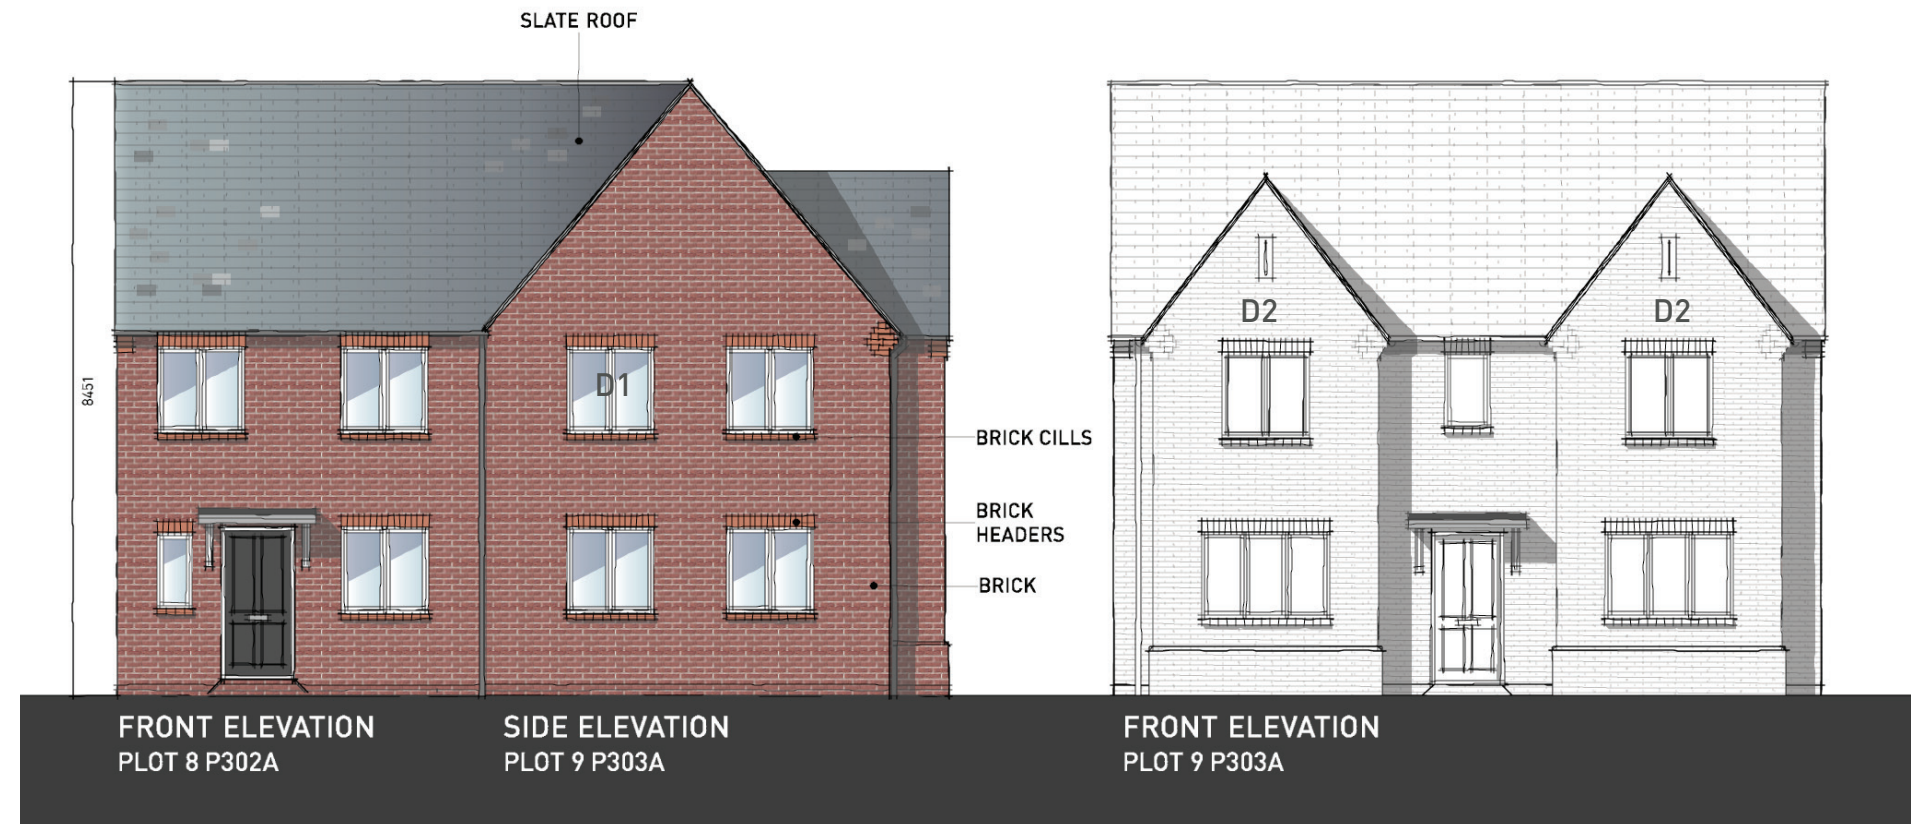 SLATE ROOF
8451
D1
D2
D2
BRICK CILLS
BRICK
HEADERS
BRICK
FRONT ELEVATION
PLOT 8 P302A
SIDE ELEVATION
PLOT 9 P303A
FRONT ELEVATION
PLOT 9 P303A